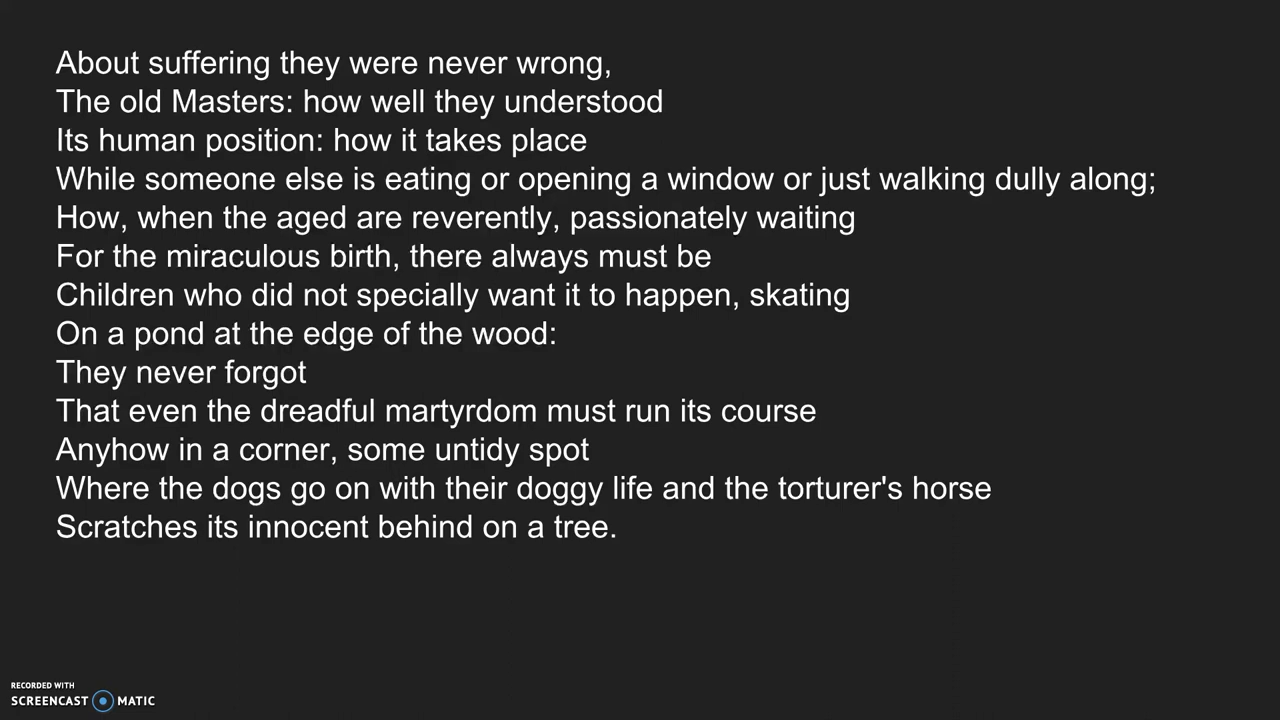 About suffering they were never wrong,
The old Masters: how well they understood
Its human position: how it takes place
While someone else is eating or opening a window or just walking dully along;
How, when the aged are reverently, passionately waiting
For the miraculous birth, there always must be
Children who did not specially want it to happen, skating
On a pond at the edge of the wood:
They never forgot
That even the dreadful martyrdom must run its course
Anyhow in a corner, some untidy spot
Where the dogs go on with their doggy life and the torturer's horse
Scratches its innocent behind on a tree.
RECORDED WITH
SCREENCAST MATIC